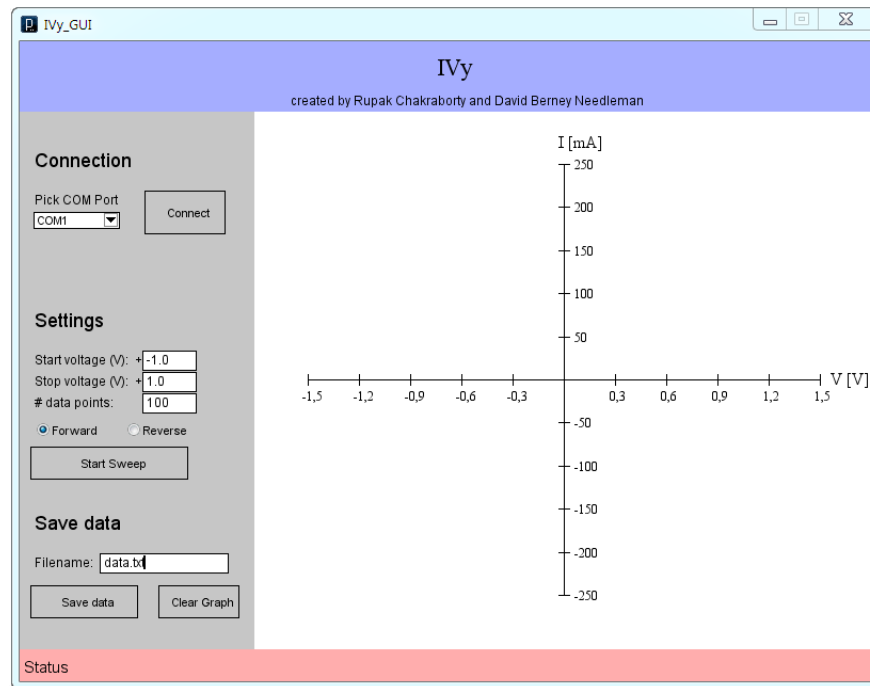 IVy_GUI
IVy
created by Rupak Chakraborty and David Berney Needleman
Connection
Pick COM Port
COM1
Connect
Settings
Start voltage (V): +-1.0
Stop voltage (V): +1.0
# data points: 100
Forward Reverse
Start Sweep
Save data
Filename: data.txt
Save data Clear Graph
I [mA]
250
200
150
100
50
V [V]
-1,5 -1,2 -0,9 -0,6 -0,3 0,3 0,6 0,9 1,2 1,5
-50
-100
-150
-200
-250
Status